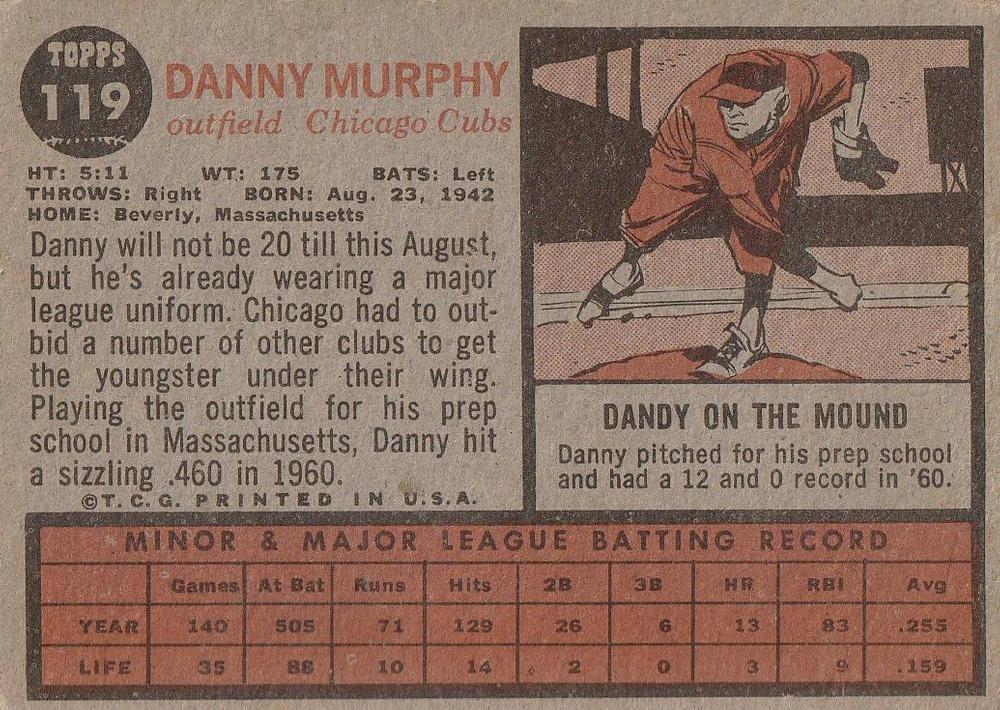 TOPPS
119
DANNY MURPHY
outfield Chicago Cubs
HT: 5:11 WT: 175 BATS: Left
THROWS: Right BORN: Aug. 23, 1942
HOME: Beverly, Massachusetts
Danny will not be 20 till this August,
but he's already wearing a major
league uniform. Chicago had to out-
bid a number of other clubs to get
the youngster under their wing.
Playing the outfield for his prep
school in Massachusetts, Danny hit
a sizzling .460 in 1960.
©T.C.G. PRINTED IN U.S.A.
DANDY ON THE MOUND
Danny pitched for his prep school
and had a 12 and 0 record in '60.
MINOR & MAJOR LEAGUE BATTING RECORD
Games At Bat Runs Hits 2B 3B HR RBI Avg
YEAR 140 505 71 129 26 6 13 83 .255
LIFE 35 88 10 14 2 0 3 9 .159